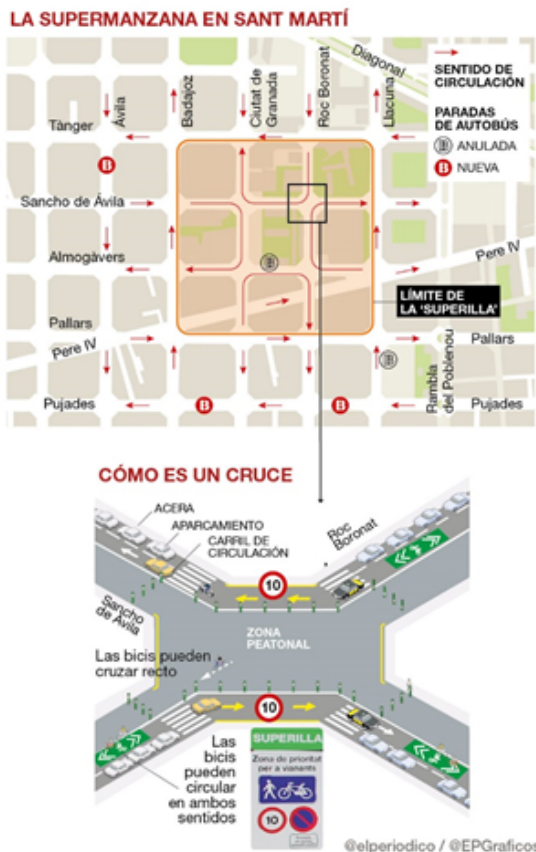 LA SUPERMANZANA EN SANT MARTÍ
Tànger
Ávila
Badajoz
Ciutat de
Granada
Roc Boronat
Diagonal
Llacuna
SENTIDO DE
CIRCULACIÓN
PARADAS
DE AUTOBÚS
B ANULADA
B NUEVA
B
Sancho de Ávila
Almogàvers
B
Pere IV
LÍMITE DE
LA 'SUPERILLA'
Pallars
Pere IV
B
Pallars
Rambla
del Poblenou
Pujades
B
B
Pujades
CÓMO ES UN CRUCE
ACERA
APARCAMIENTO
CARRIL DE
CIRCULACIÓN
Roc
Boronat
10
Sancho
de Ávila
ZONA
PEATONAL
Las bicis pueden
cruzar recto
10
Las
bicis
pueden
circular
en ambos
sentidos
SUPERILLA
Zona de prioritat
per a vianants
10
@elperiodico / @EPGraficos